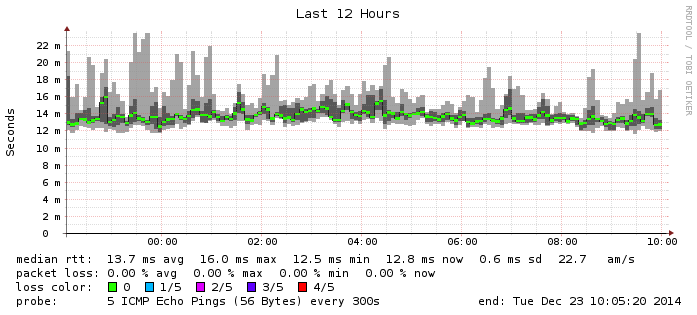 Last 12 Hours
RRDTOOL / TOBI OETIKER
Seconds
22 m
20 m
18 m
16 m
14 m
12 m
10 m
8 m
6 m
4 m
2 m
0
00:00 02:00 04:00 06:00 08:00 10:00
median rtt: 13.7 ms avg 16.0 ms max 12.5 ms min 12.8 ms now 0.6 ms sd 22.7 am/s
packet loss: 0.00 % avg 0.00 % max 0.00 % min 0.00 % now
loss color: 0 1/5 2/5 3/5 4/5
probe: 5 ICMP Echo Pings (56 Bytes) every 300s end: Tue Dec 23 10:05:20 2014